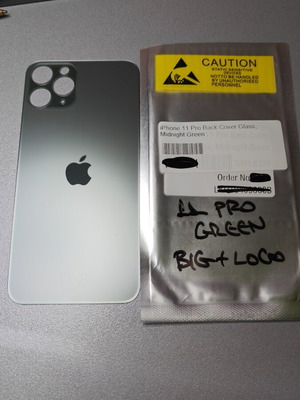 CAUTION
STATIC SENSITIVE
DEVICES
NOT TO BE HANDLED
BY UNAUTHORISED
PERSONNEL
iPhone 11 Pro Back Cover Glass,
Midnight Green
Order No
11 PRO
GREEN
BIG + LOGO